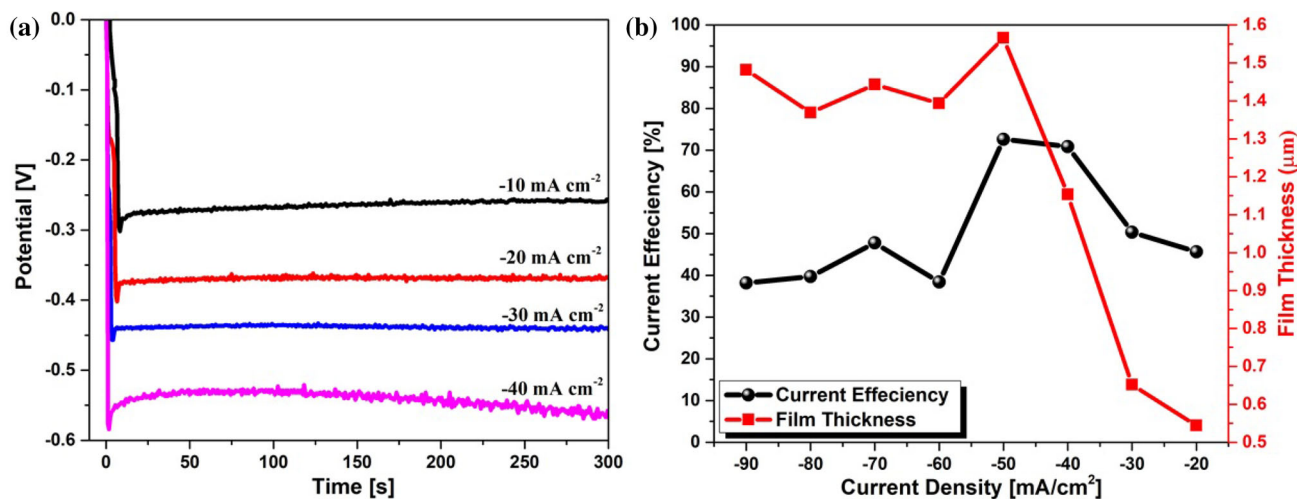 (a)
Potential [V]
0.0
-0.1
-0.2
-0.3
-0.4
-0.5
-0.6
-10 mA cm-2
-20 mA cm-2
-30 mA cm-2
-40 mA cm-2
0 50 100 150 200 250 300
Time [s]
(b)
Current Effeciency [%]
100
90
80
70
60
50
40
30
20
10
0
Current Effeciency
Film Thickness
-90 -80 -70 -60 -50 -40 -30 -20
Current Density [mA/cm2]
1.6
1.5
1.4
1.3
1.2
1.1
1.0
0.9
0.8
0.7
0.6
0.5
Film Thickness (μm)